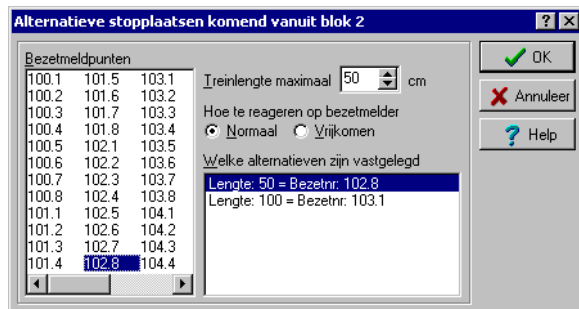 Alternatieve stopplaatsen komend vanuit blok 2
Bezetmeldpunten
100.1 101.5 103.1
100.2 101.6 103.2
100.3 101.7 103.3
100.4 101.8 103.4
100.5 102.1 103.5
100.6 102.2 103.6
100.7 102.3 103.7
100.8 102.4 103.8
101.1 102.5 104.1
101.2 102.6 104.2
101.3 102.7 104.3
101.4 102.8 104.4
Treinlengte maximaal 50 cm
Hoe te reageren op bezetmelder
Normaal Vrijkomen
Welke alternatieven zijn vastgelegd
Lengte: 50 = Bezetnr: 102.8
Lengte: 100 = Bezetnr: 103.1
OK
Annuleer
Help